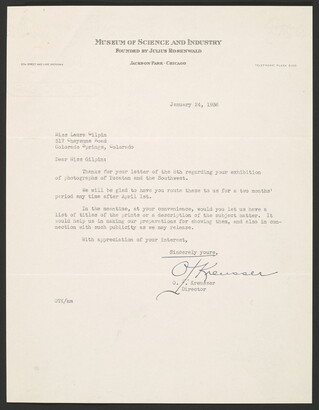 MUSEUM OF SCIENCE AND INDUSTRY
FOUNDED BY JULIUS ROSENWALD
JACKSON PARK · CHICAGO
January 24,
Miss Laura Gilpin
317 Cheyenne Road
Colorado Springs, Colorado
Dear Miss Gilpin:
Thanks for your letter of the regarding your exhibition
of photographs of Yucatan and the Southwest.
We will be glad to have you route these to us for a two months'
period any time after April 1st.
In the meantime, at your convenience, would you let us have a
list of titles of the prints or a description of the subject matter. It
would help us in making our preparations for showing them, and also in con-
nection with such publicity as we may release.
With appreciation of your interest,
Sincerely yours,
OTKreusser
O. T. Kreusser
Director